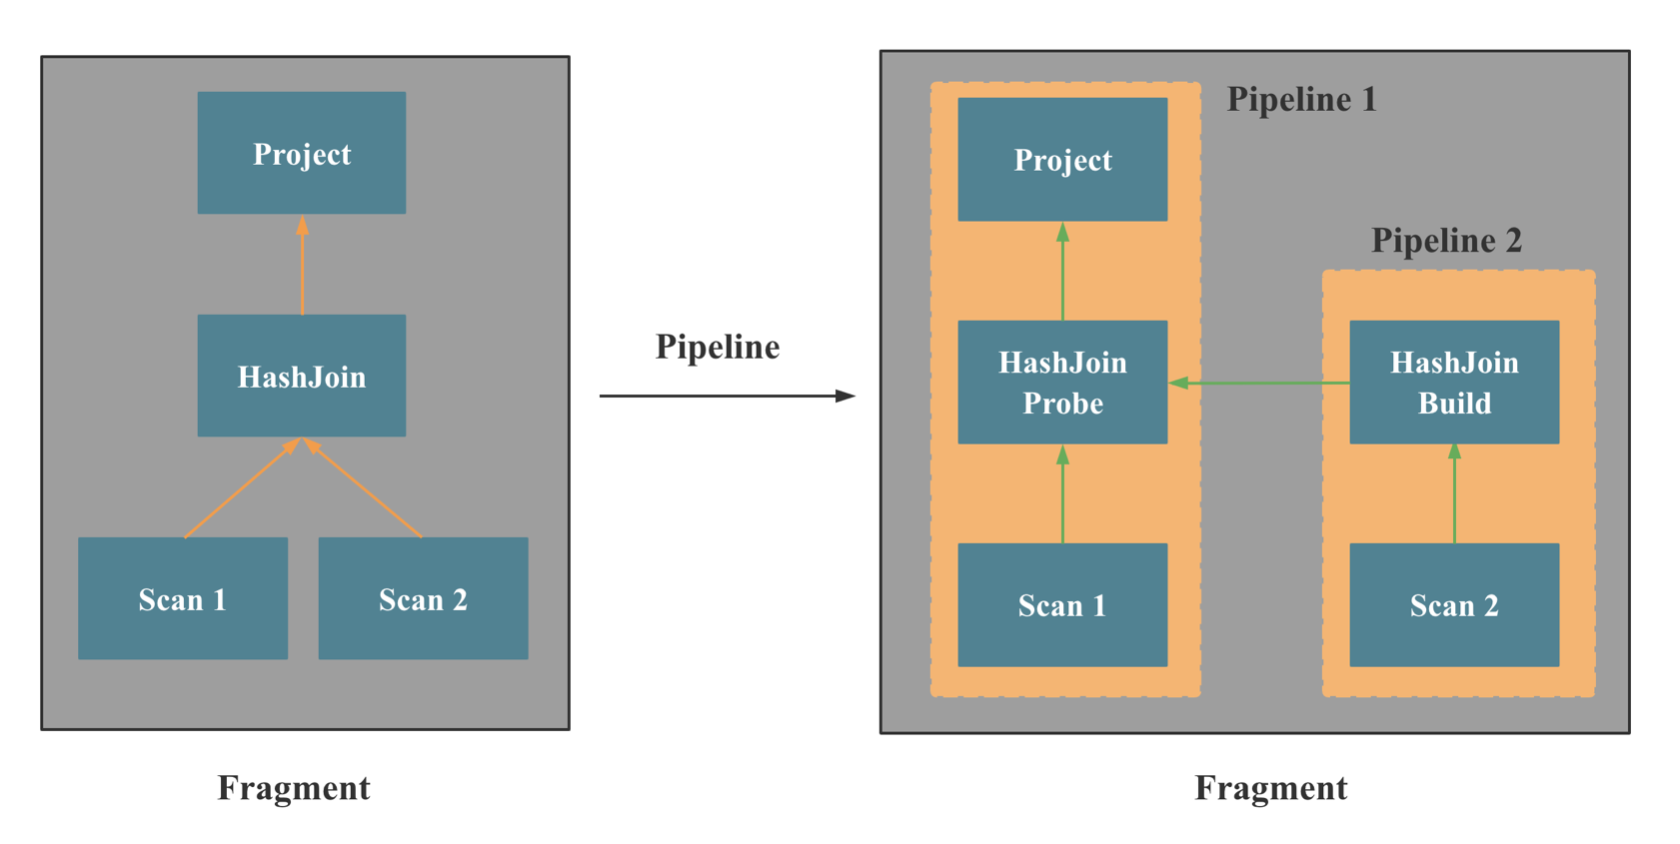 Project
HashJoin
Scan 1
Scan 2
Fragment
Pipeline
Pipeline 1
Project
HashJoin
Probe
Scan 1
Pipeline 2
HashJoin
Build
Scan 2
Fragment